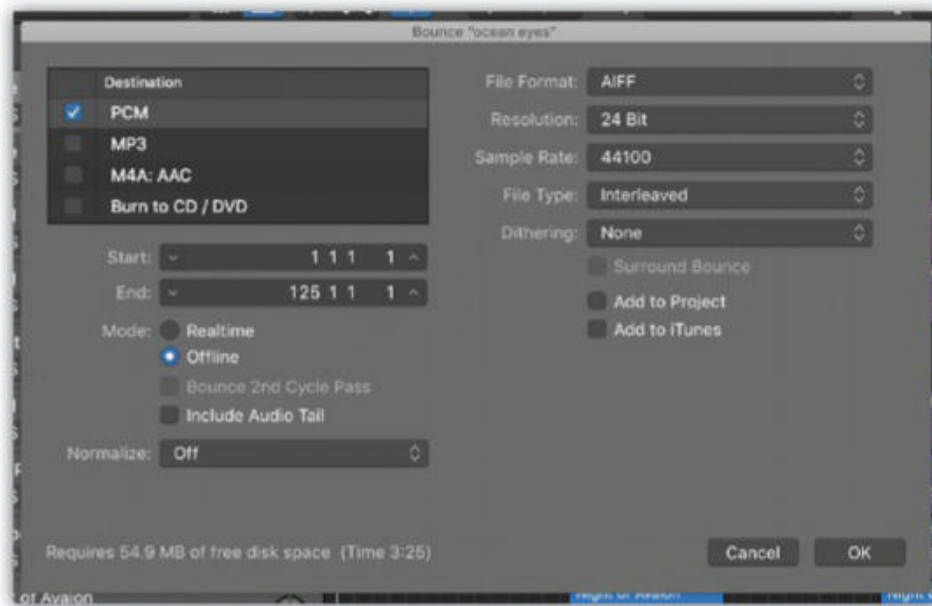 Bounce "ocean eyes"
Destination
PCM
MP3
M4A: AAC
Burn to CD / DVD
Start: 1 1 1 1
End: 125 1 1 1
Mode: Realtime
Offline
Bounce 2nd Cycle Pass
Include Audio Tail
Normalize: Off
File Format: AIFF
Resolution: 24 Bit
Sample Rate: 44100
File Type: Interleaved
Dithering: None
Surround Bounce
Add to Project
Add to iTunes
Requires 54.9 MB of free disk space (Time 3:25)
Cancel
OK
of Avalon
Night of Avalon